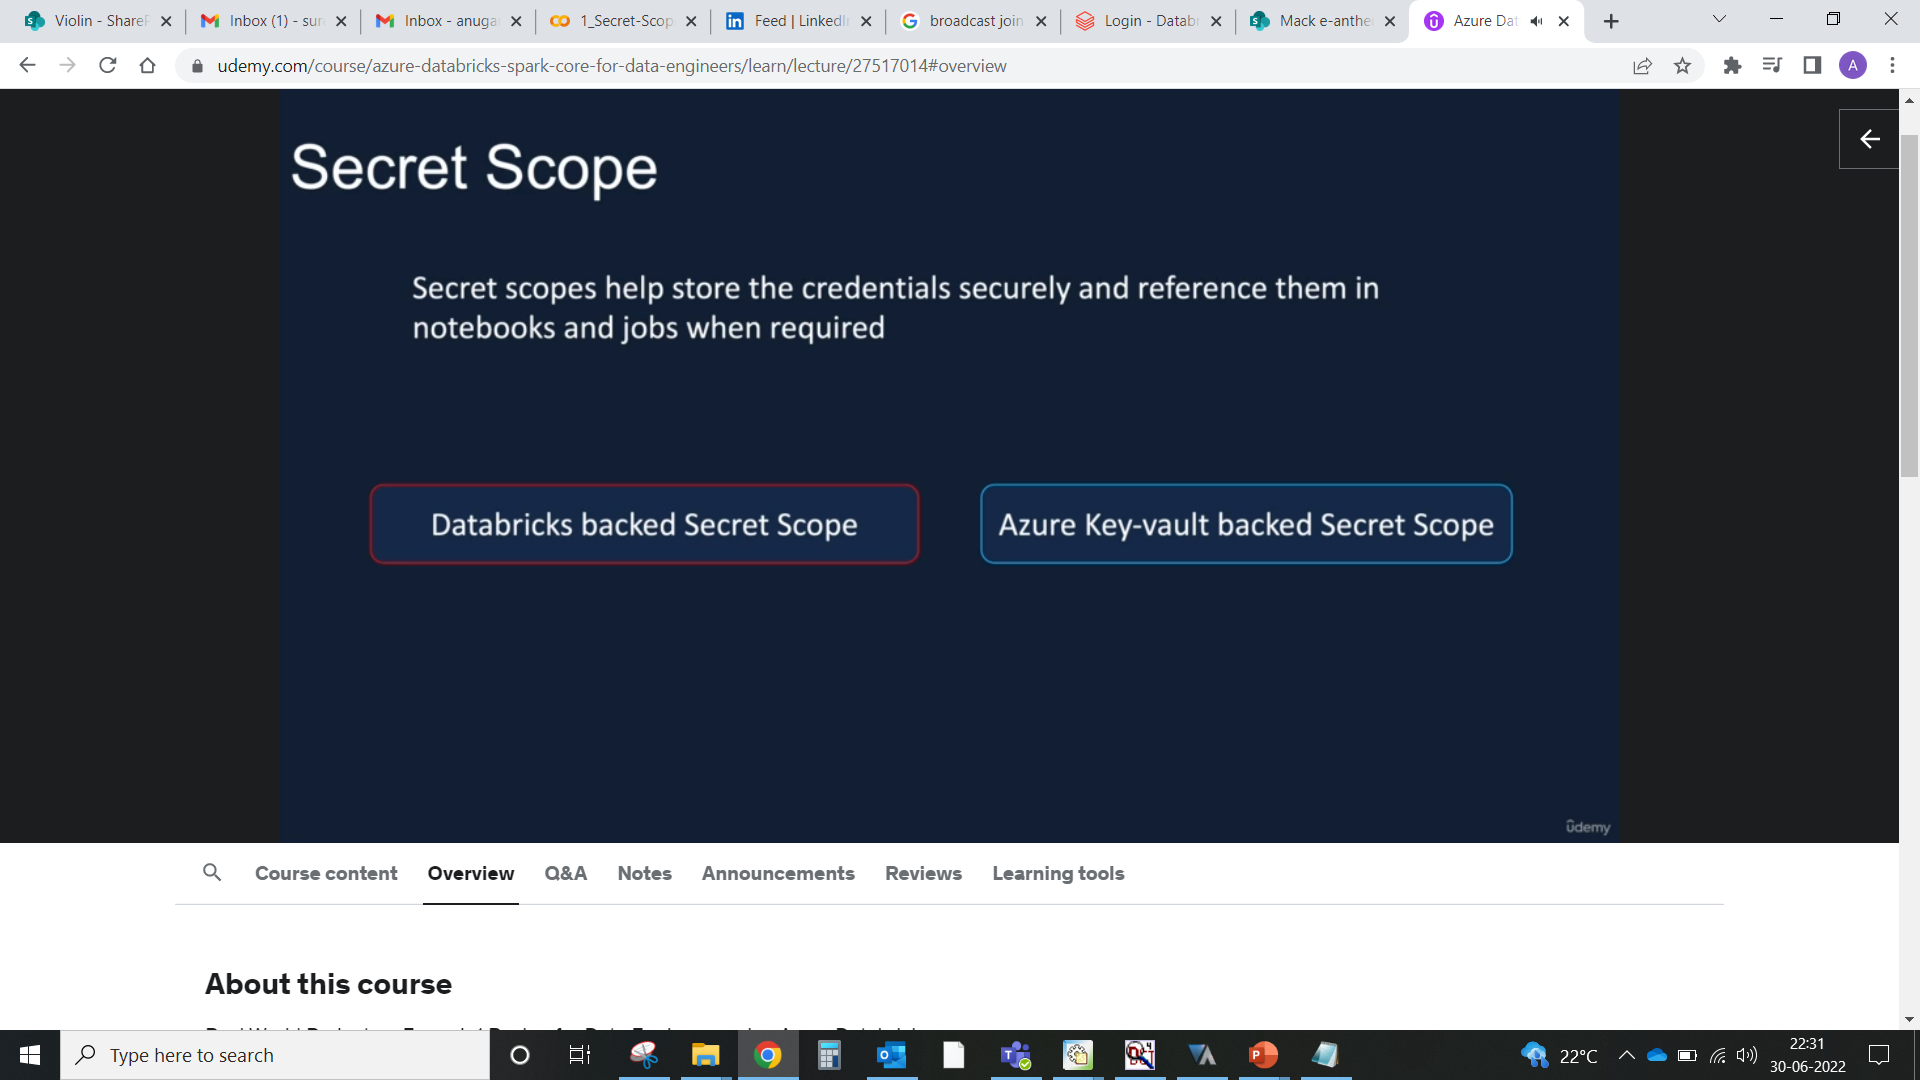 Violin - ShareP
Inbox (1) - sur
Inbox - anuga
1_Secret-Scop
Feed | LinkedIn
broadcast join
Login - Databr
Mack e-anthe
Azure Dat
udemy.com/course/azure-databricks-spark-core-for-data-engineers/learn/lecture/27517014#overview
A
Secret Scope
Secret scopes help store the credentials securely and reference them in
notebooks and jobs when required
Databricks backed Secret Scope
Azure Key-vault backed Secret Scope
ûdemy
Course content
Overview
Q&A
Notes
Announcements
Reviews
Learning tools
About this course
Type here to search
22°C
22:31
30-06-2022